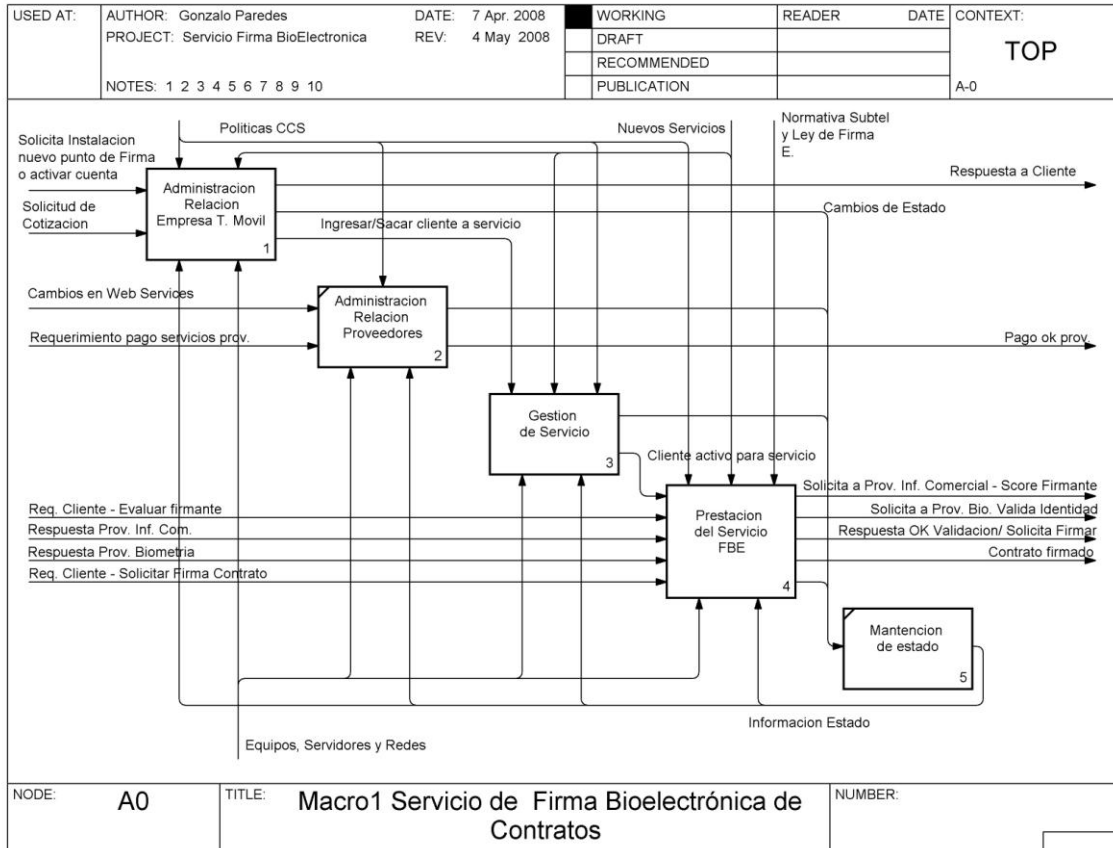 USED AT:
AUTHOR: Gonzalo Paredes
DATE: 7 Apr. 2008
PROJECT: Servicio Firma BioElectronica
REV: 4 May 2008
NOTES: 1 2 3 4 5 6 7 8 9 10
WORKING
DRAFT
RECOMMENDED
PUBLICATION
READER DATE
CONTEXT:
TOP
A-0
Politicas CCS
Nuevos Servicios
Normativa Subtel
y Ley de Firma
E.
Solicita Instalacion
nuevo punto de Firma
o activar cuenta
Solicitud de
Cotizacion
Administracion
Relacion
Empresa T. Movil
1
Respuesta a Cliente
Cambios de Estado
Ingresar/Sacar cliente a servicio
Cambios en Web Services
Requerimiento pago servicios prov.
Administracion
Relacion
Proveedores
2
Pago ok prov.
Gestion
de Servicio
3
Cliente activo para servicio
Req. Cliente - Evaluar firmante
Respuesta Prov. Inf. Com.
Respuesta Prov. Biometria
Req. Cliente - Solicitar Firma Contrato
Prestacion
del Servicio
FBE
4
Solicita a Prov. Inf. Comercial - Score Firmante
Solicita a Prov. Bio. Valida Identidad
Respuesta OK Validacion/ Solicita Firmar
Contrato firmado
Mantencion
de estado
5
Informacion Estado
Equipos, Servidores y Redes
NODE:
A0
TITLE:
Macro1 Servicio de Firma Bioelectrónica de
Contratos
NUMBER: